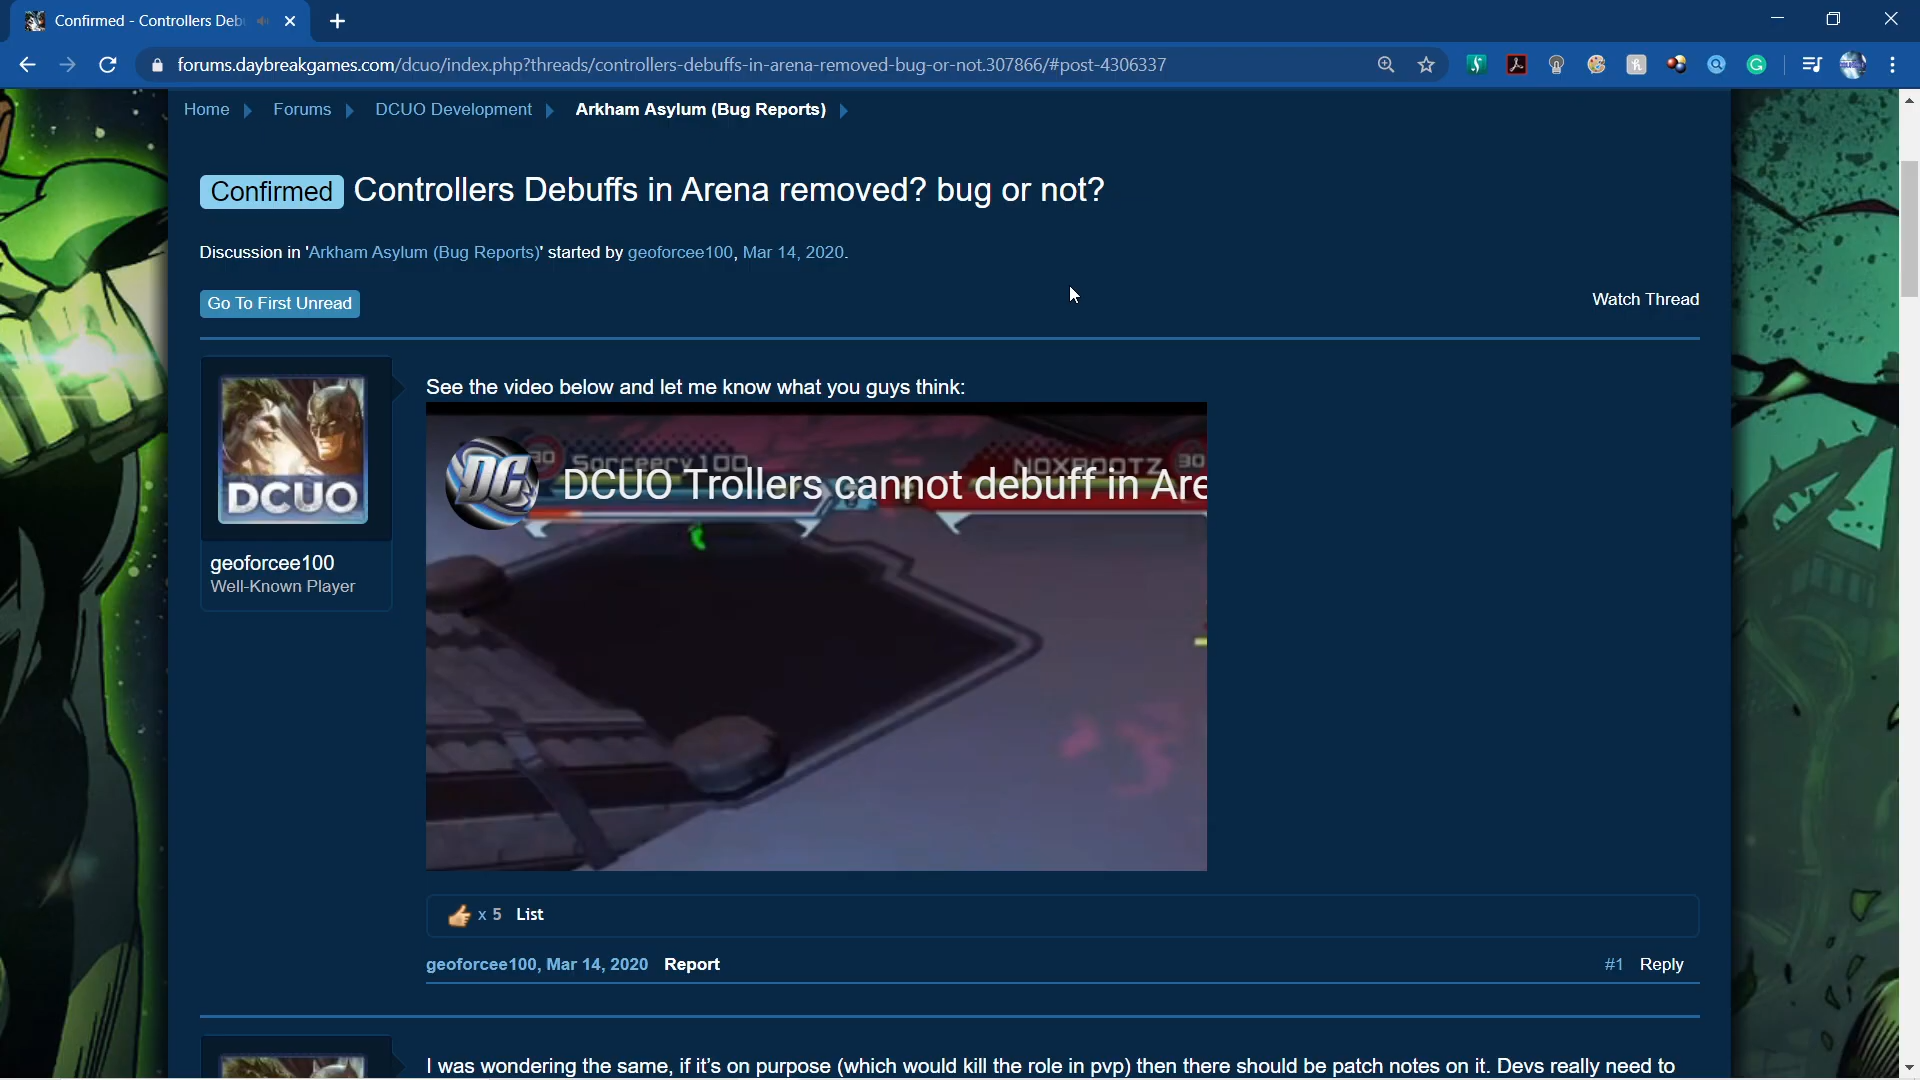 Confirmed - Controllers Deb
forums.daybreakgames.com/dcuo/index.php?threads/controllers-debuffs-in-arena-removed-bug-or-not.307866/#post-4306337
Home Forums DCUO Development Arkham Asylum (Bug Reports)
Confirmed Controllers Debuffs in Arena removed? bug or not?
Discussion in 'Arkham Asylum (Bug Reports)' started by geoforcee100, Mar 14, 2020.
Go To First Unread
Watch Thread
See the video below and let me know what you guys think:
30 Sorceery100 NOXBOOTZ 30
DC DCUO Trollers cannot debuff in Are
DCUO
geoforcee100
Well-Known Player
x 5 List
geoforcee100, Mar 14, 2020 Report
#1 Reply
I was wondering the same, if it's on purpose (which would kill the role in pvp) then there should be patch notes on it. Devs really need to